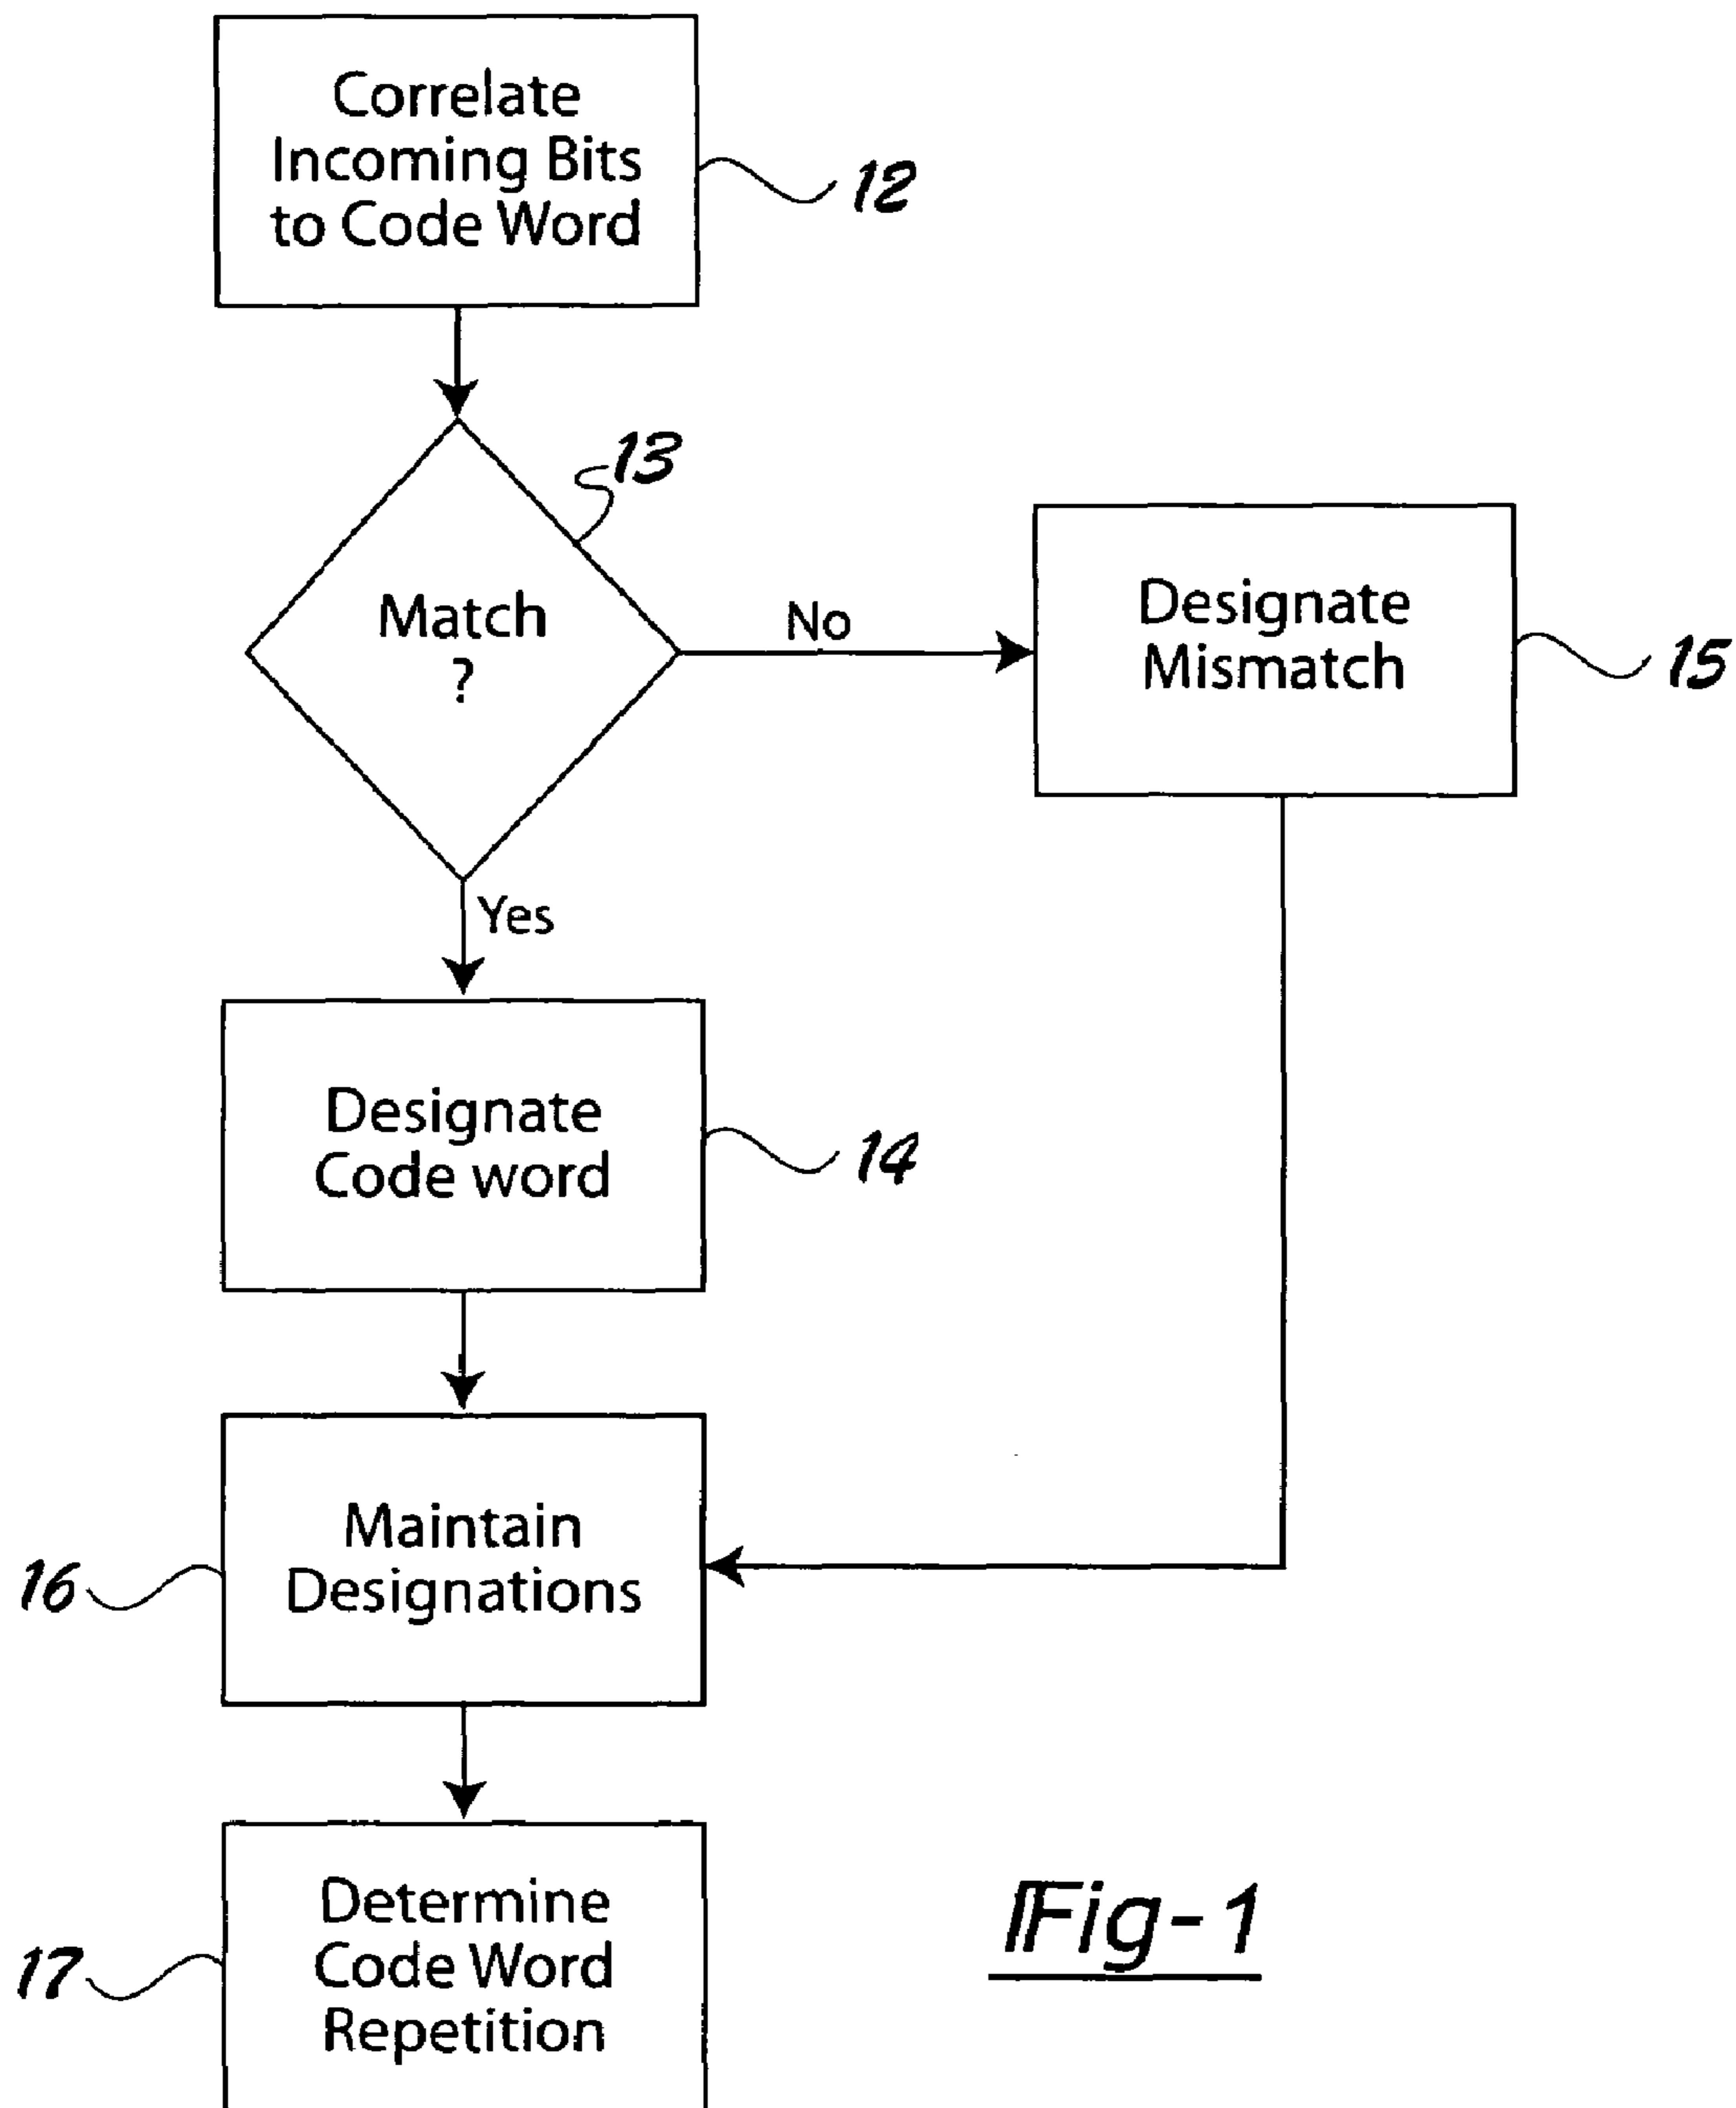 Correlate
Incoming Bits
to Code Word
12
13
Match
?
No
Designate
Mismatch
15
Yes
Designate
Code word
14
Maintain
Designations
16
Determine
Code Word
Repetition
17
Fig-1